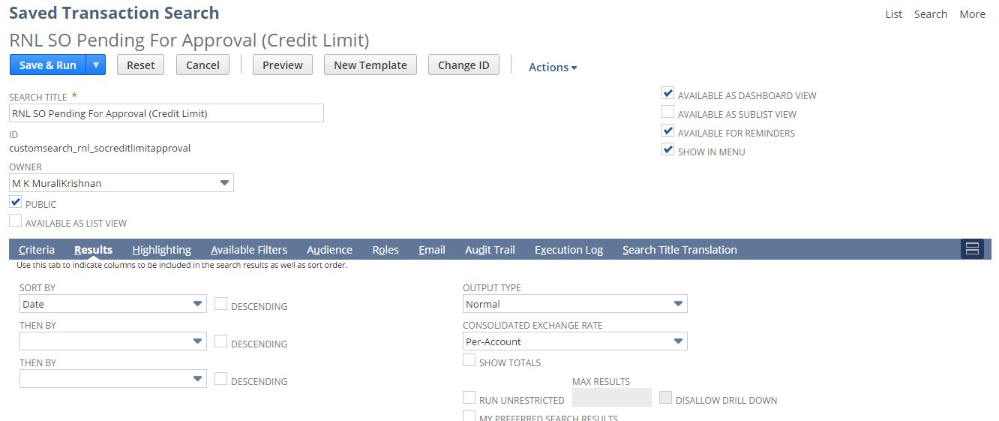 Saved Transaction Search
List Search More
RNL SO Pending For Approval (Credit Limit)
Save & Run Reset Cancel Preview New Template Change ID Actions
SEARCH TITLE *
RNL SO Pending For Approval (Credit Limit)
ID
customsearch_rnl_socreditlimitapproval
OWNER
M K MuraliKrishnan
PUBLIC
AVAILABLE AS LIST VIEW
AVAILABLE AS DASHBOARD VIEW
AVAILABLE AS SUBLIST VIEW
AVAILABLE FOR REMINDERS
SHOW IN MENU
Criteria Results Highlighting Available Filters Audience Roles Email Audit Trail Execution Log Search Title Translation
Use this tab to indicate columns to be included in the search results as well as sort order.
SORT BY
Date DESCENDING
THEN BY
DESCENDING
THEN BY
DESCENDING
OUTPUT TYPE
Normal
CONSOLIDATED EXCHANGE RATE
Per-Account
SHOW TOTALS
MAX RESULTS
RUN UNRESTRICTED DISALLOW DRILL DOWN
MY PREFERRED SEARCH RESULTS